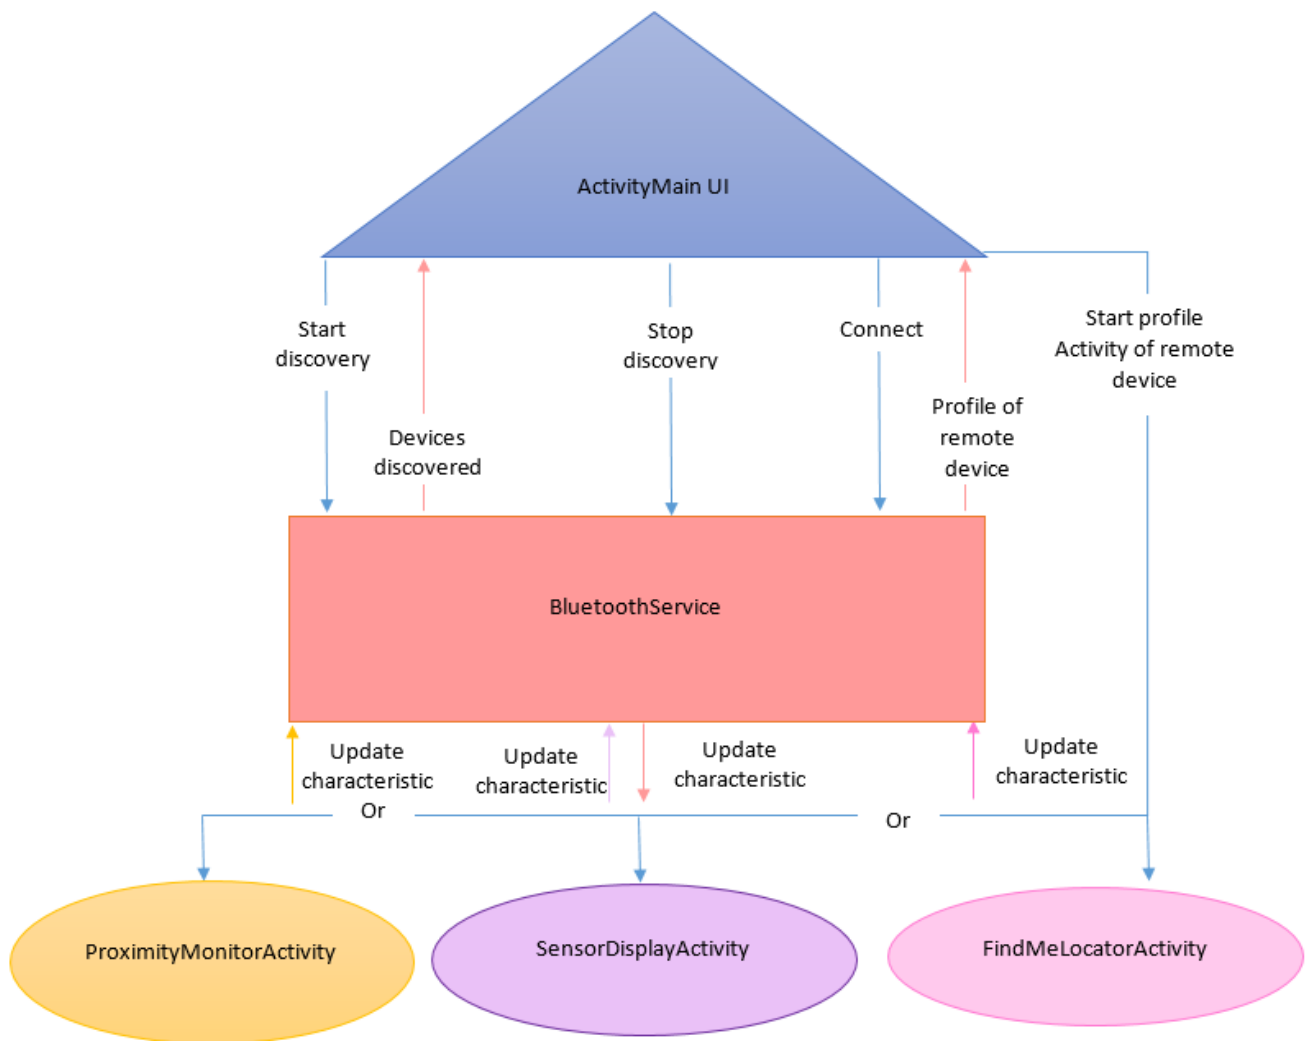 ActivityMain UI
Start
discovery
Stop
discovery
Connect
Start profile
Activity of remote
device
Devices
discovered
Profile of
remote
device
BluetoothService
Update
characteristic
Or
Update
characteristic
Update
characteristic
Update
characteristic
Or
ProximityMonitorActivity
SensorDisplayActivity
FindMeLocatorActivity